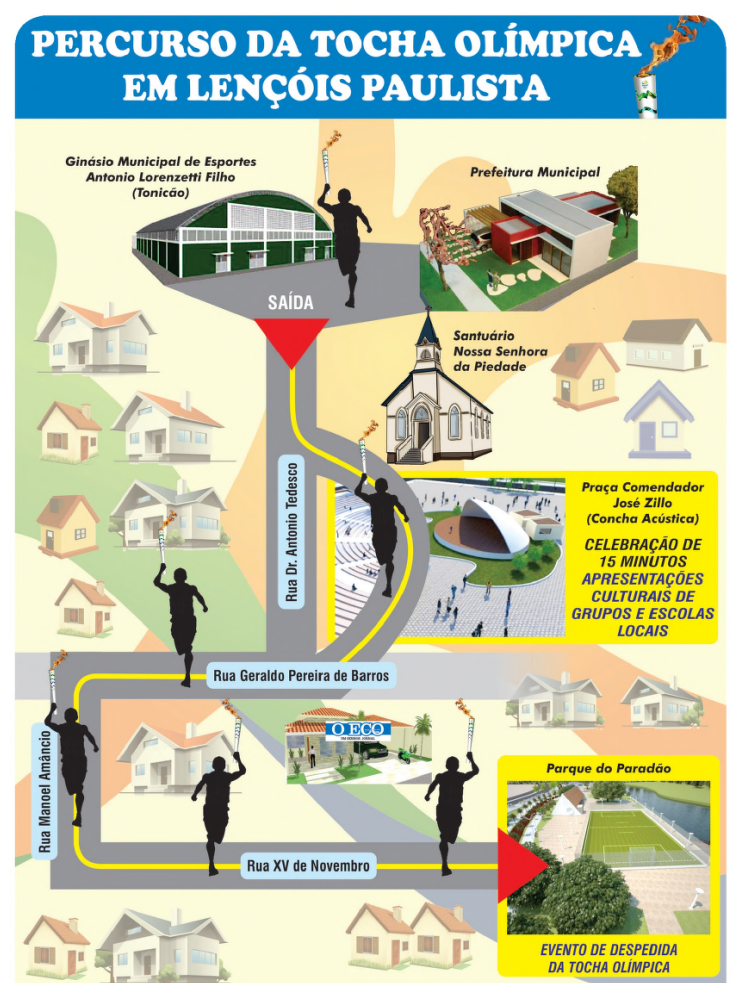 PERCURSO DA TOCHA OLÍMPICA
EM LENÇÓIS PAULISTA
Ginásio Municipal de Esportes
Antonio Lorenzetti Filho
(Tonicão)
Prefeitura Municipal
SAÍDA
Santuário
Nossa Senhora
da Piedade
Rua Dr. Antonio Tedesco
Praça Comendador
José Zillo
(Concha Acústica)
CELEBRAÇÃO DE
15 MINUTOS
APRESENTAÇÕES
CULTURAIS DE
GRUPOS E ESCOLAS
LOCAIS
Rua Geraldo Pereira de Barros
Rua Manoel Amâncio
O ECO
Parque do Paradão
Rua XV de Novembro
EVENTO DE DESPEDIDA
DA TOCHA OLÍMPICA